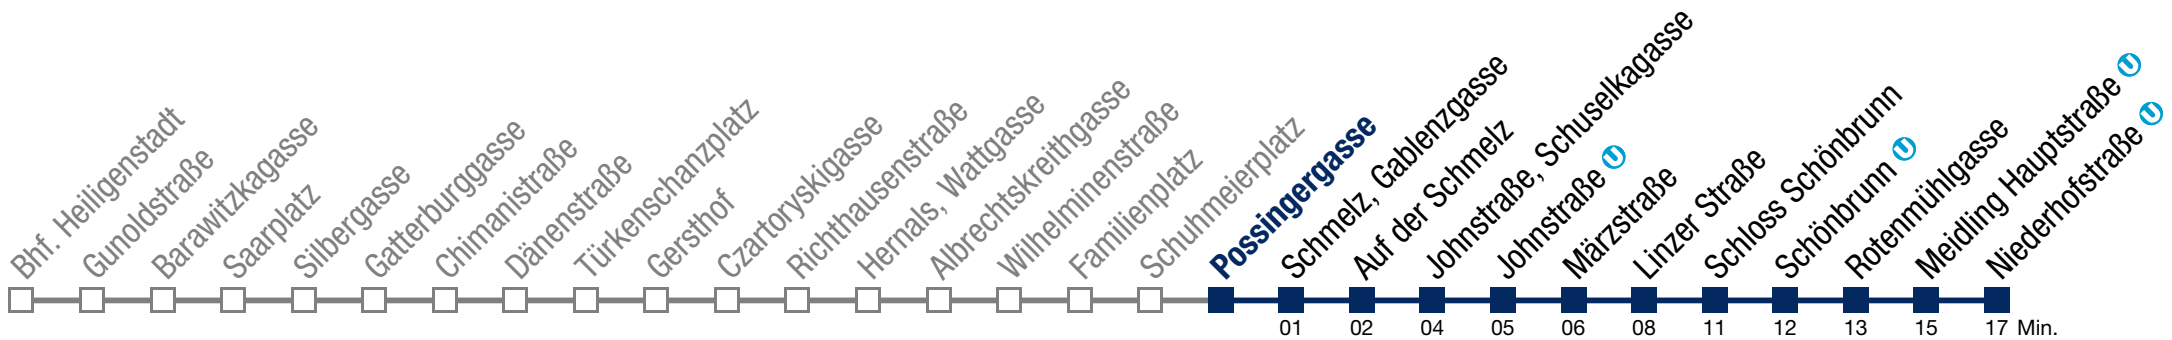 Bhf. Heiligenstadt
Gunoldstraße
Barawitzkagasse
Saarplatz
Silbergasse
Gatterburggasse
Chimanistraße
Dänenstraße
Türkenschanzplatz
Gersthof
Czartoryskigasse
Richthausenstraße
Hernals, Wattgasse
Albrechtskreithgasse
Wilhelminenstraße
Familienplatz
Schuhmeierplatz
Possingergasse
Schmelz, Gablenzgasse
Auf der Schmelz
Johnstraße, Schuselkagasse
Johnstraße U
Märzstraße
Linzer Straße
Schloss Schönbrunn
Schönbrunn U
Rotenmühlgasse
Meidling Hauptstraße U
Niederhofstraße U
01 02 04 05 06 08 11 12 13 15 17 Min.